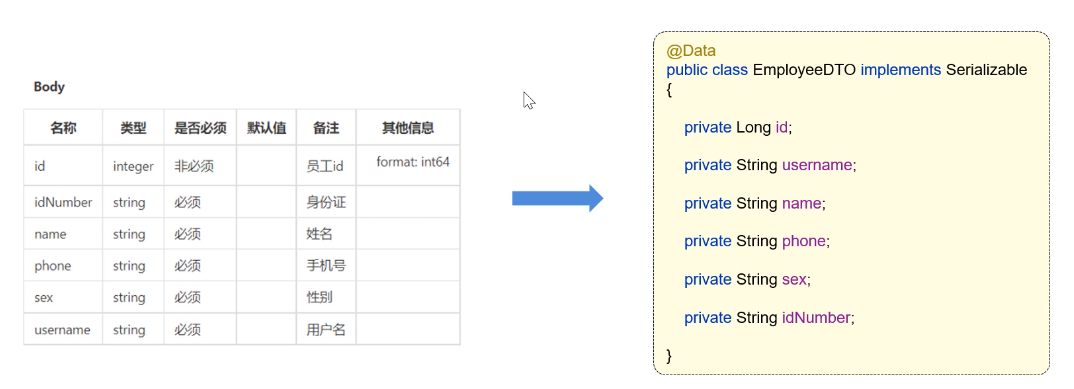 Body
名称 类型 是否必须 默认值 备注 其他信息
id integer 非必须 员工id format: int64
idNumber string 必须 身份证
name string 必须 姓名
phone string 必须 手机号
sex string 必须 性别
username string 必须 用户名
@Data
public class EmployeeDTO implements Serializable
{
private Long id;
private String username;
private String name;
private String phone;
private String sex;
private String idNumber;
}